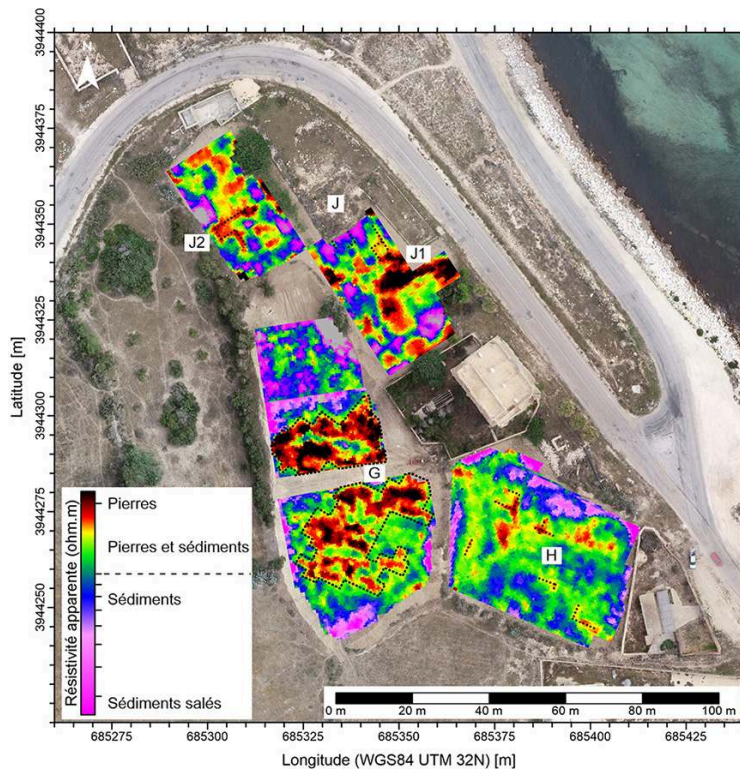 3944400
3944375
3944350
3944325
3944300
3944275
3944250
Latitude [m]
N
J
J1
J2
G
H
Résistivité apparente (ohm.m)
Pierres
Pierres et sédiments
Sédiments
Sédiments salés
0 m 20 m 40 m 60 m 80 m 100 m
685275 685300 685325 685350 685375 685400 685425
Longitude (WGS84 UTM 32N) [m]